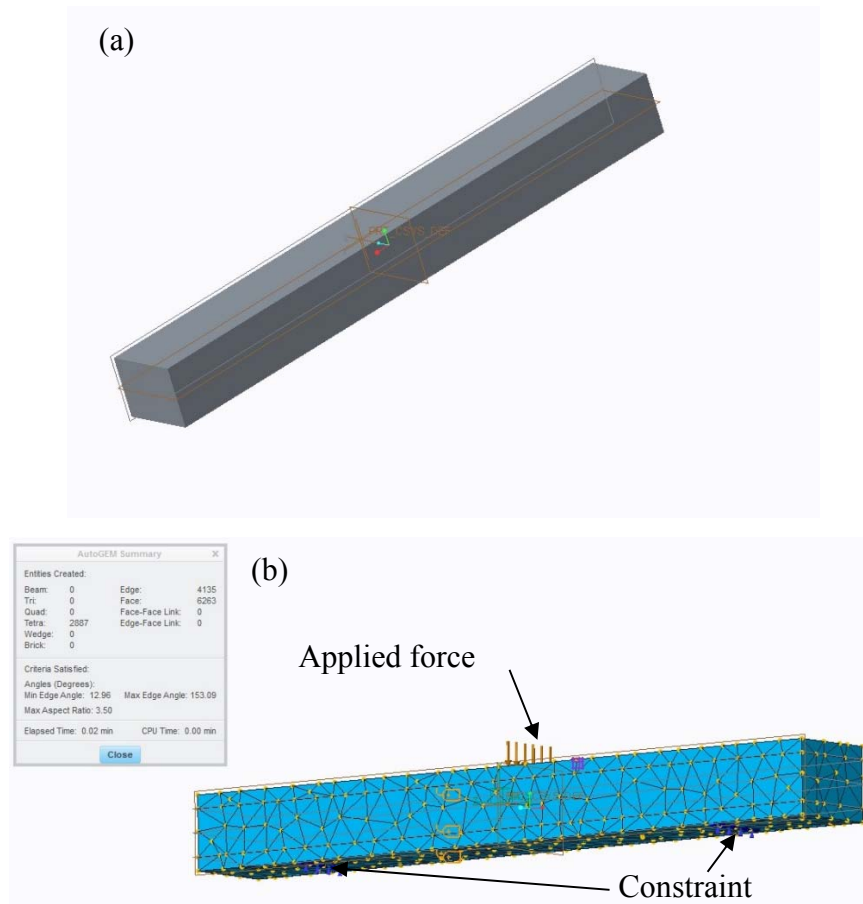 (a)
AutoGEM Summary X
Entities Created:
Beam: 0 Edge: 4135
Tri: 0 Face: 6263
Quad: 0 Face-Face Link: 0
Tetra: 2887 Edge-Face Link: 0
Wedge: 0
Brick: 0
Criteria Satisfied:
Angles (Degrees):
Min Edge Angle: 12.96 Max Edge Angle: 153.09
Max Aspect Ratio: 3.50
Elapsed Time: 0.02 min CPU Time: 0.00 min
Close
(b)
Applied force
Constraint